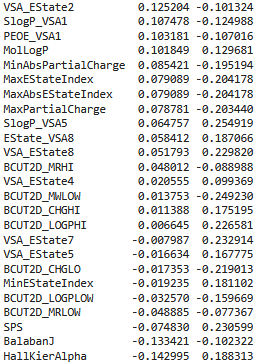 VSA_EState2 0.125204 -0.101324
SlogP_VSA1 0.107478 -0.124988
PEOE_VSA1 0.103181 -0.107016
MolLogP 0.101849 0.129681
MinAbsPartialCharge 0.085421 -0.195194
MaxEStateIndex 0.079089 -0.204178
MaxAbsEStateIndex 0.079089 -0.204178
MaxPartialCharge 0.078781 -0.203440
SlogP_VSA5 0.064757 0.254919
EState_VSA8 0.058412 0.187066
VSA_EState8 0.051793 0.229820
BCUT2D_MRHI 0.048012 -0.088988
VSA_EState4 0.020555 0.099369
BCUT2D_MWLOW 0.013753 -0.249230
BCUT2D_CHGHI 0.011388 0.175195
BCUT2D_LOGPHI 0.006645 0.226581
VSA_EState7 -0.007987 0.232914
VSA_EState5 -0.016634 0.167775
BCUT2D_CHGLO -0.017353 -0.219013
MinEStateIndex -0.019235 0.181102
BCUT2D_LOGPLOW -0.032570 -0.159669
BCUT2D_MRLOW -0.048885 -0.077367
SPS -0.074830 0.230599
BalabanJ -0.133421 -0.102322
HallKierAlpha -0.142995 0.188313